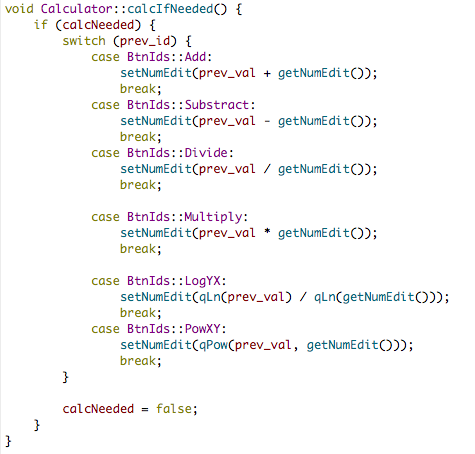 void Calculator::calcIfNeeded() {
    if (calcNeeded) {
        switch (prev_id) {
            case BtnIds::Add:
                setNumEdit(prev_val + getNumEdit());
                break;
            case BtnIds::Substract:
                setNumEdit(prev_val - getNumEdit());
                break;
            case BtnIds::Divide:
                setNumEdit(prev_val / getNumEdit());
                break;

            case BtnIds::Multiply:
                setNumEdit(prev_val * getNumEdit());
                break;

            case BtnIds::LogYX:
                setNumEdit(qLn(prev_val) / qLn(getNumEdit()));
                break;
            case BtnIds::PowXY:
                setNumEdit(qPow(prev_val, getNumEdit()));
                break;
        }

        calcNeeded = false;
    }
}